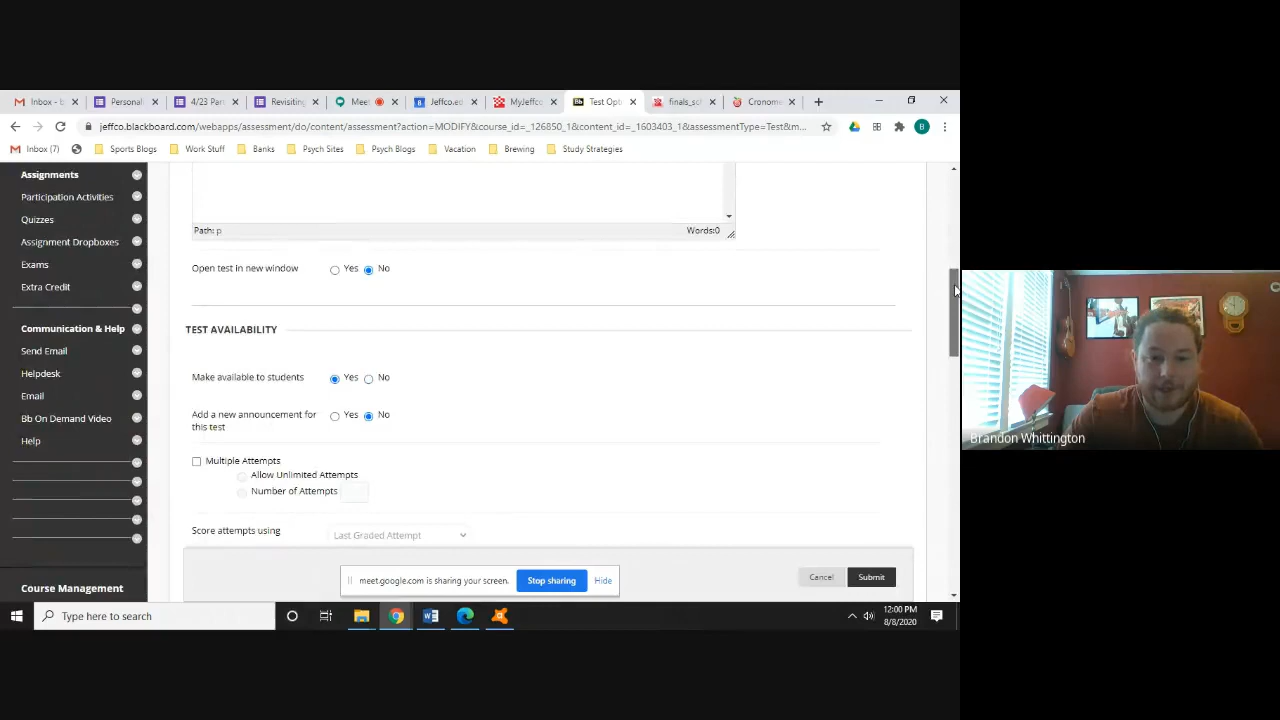 Inbox - b
Personali
4/23 Par
Revisiting
Meet
Jeffco.eo
MyJeffco
Test Opti
finals_scl
Cronome
jeffco.blackboard.com/webapps/assessment/do/content/assessment?action=MODIFY&course_id=_126850_1&content_id=_1603403_1&assessmentType=Test&m...
Inbox (7)
Sports Blogs
Work Stuff
Banks
Psych Sites
Psych Blogs
Vacation
Brewing
Study Strategies
Assignments
Participation Activities
Quizzes
Assignment Dropboxes
Exams
Extra Credit
Communication & Help
Send Email
Helpdesk
Email
Bb On Demand Video
Help
Course Management
Path: p
Words:0
Open test in new window
Yes
No
TEST AVAILABILITY
Make available to students
Yes
No
Add a new announcement for
this test
Yes
No
Multiple Attempts
Allow Unlimited Attempts
Number of Attempts
Score attempts using
Last Graded Attempt
meet.google.com is sharing your screen.
Stop sharing
Hide
Cancel
Submit
Type here to search
12:00 PM
8/8/2020
Brandon Whittington